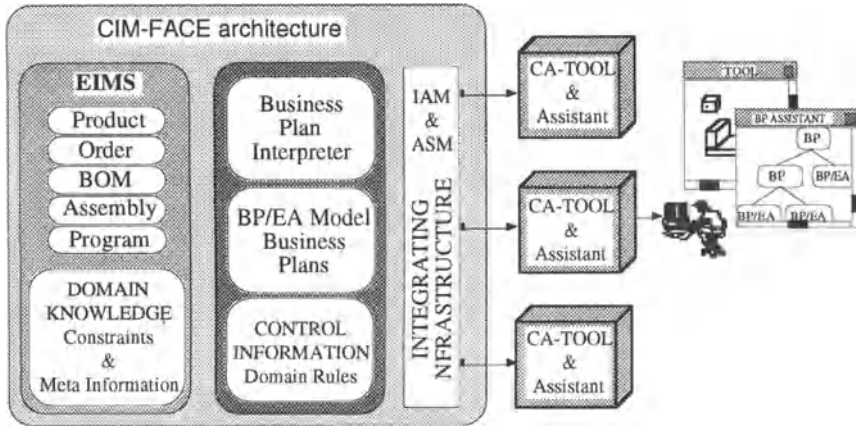 CIM-FACE architecture
EIMS
Product
Order
BOM
Assembly
Program
DOMAIN
KNOWLEDGE
Constraints
&
Meta Information
Business
Plan
Interpreter
BP/EA Model
Business
Plans
CONTROL
INFORMATION
Domain Rules
IAM
&
ASM
INTEGRATING
NFRASTRUCTURE
CA-TOOL
&
Assistant
CA-TOOL
&
Assistant
CA-TOOL
&
Assistant
TOOL
BP ASSISTANT
BP
BP
BP/EA
BP/EA
BP/EA